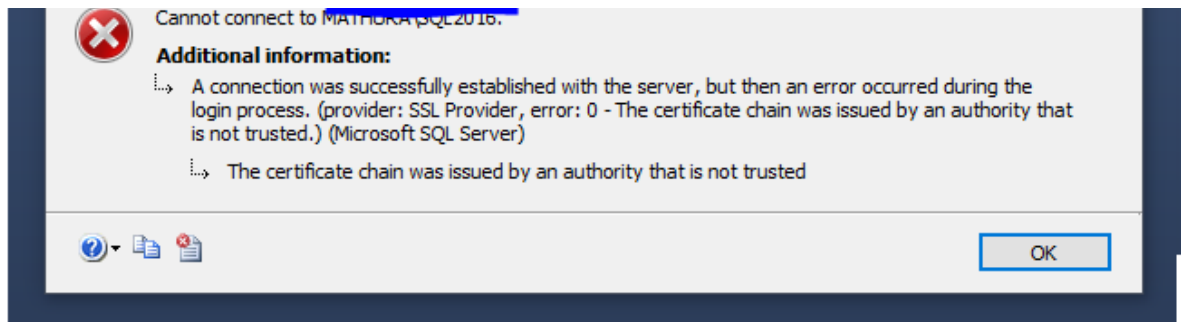 Cannot connect to
Additional information:
A connection was successfully established with the server, but then an error occurred during the
login process. (provider: SSL Provider, error: 0 - The certificate chain was issued by an authority that
is not trusted.) (Microsoft SQL Server)
The certificate chain was issued by an authority that is not trusted
OK